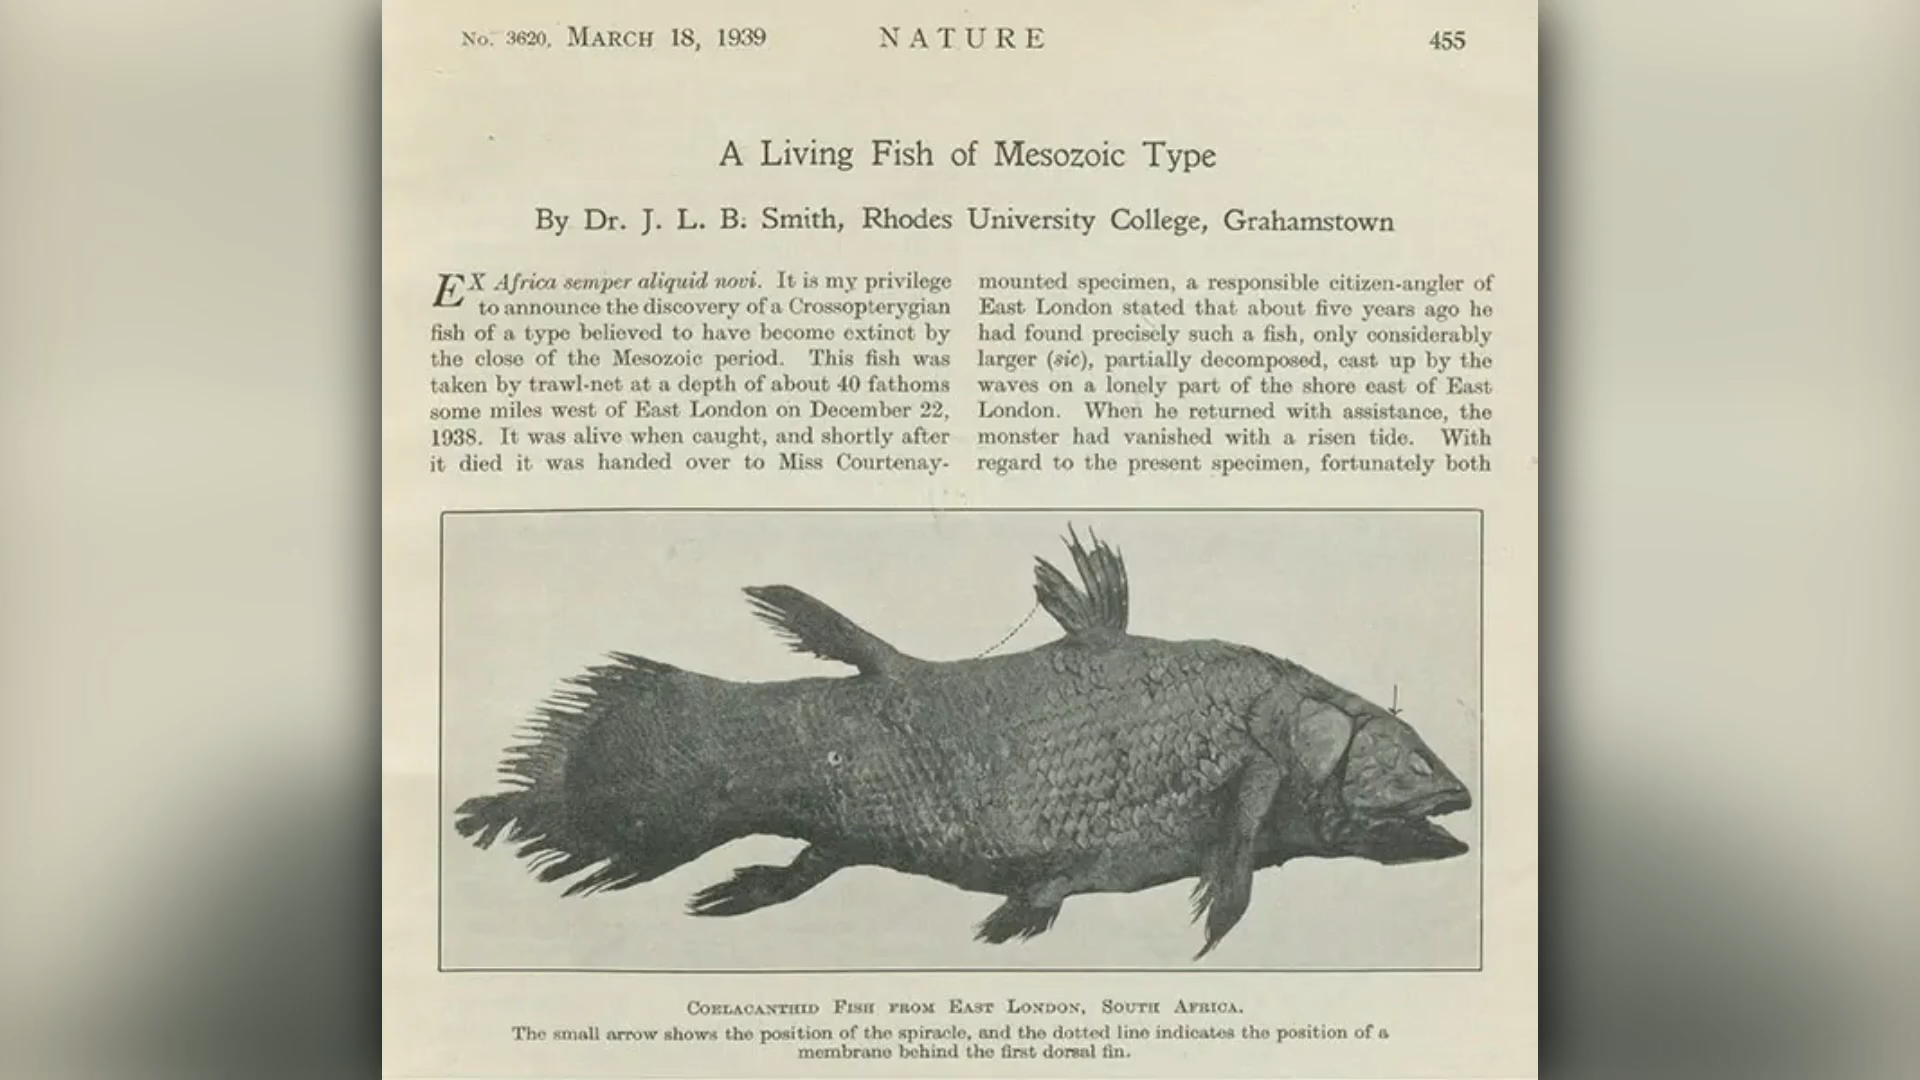 No. 3620, MARCH 18, 1939 NATURE 455
A Living Fish of Mesozoic Type
By Dr. J. L. B. Smith, Rhodes University College, Grahamstown
EX Africa semper aliquid novi. It is my privilege
to announce the discovery of a Crossopterygian
fish of a type believed to have become extinct by
the close of the Mesozoic period. This fish was
taken by trawl-net at a depth of about 40 fathoms
some miles west of East London on December 22,
1938. It was alive when caught, and shortly after
it died it was handed over to Miss Courtenay-
mounted specimen, a responsible citizen-angler of
East London stated that about five years ago he
had found precisely such a fish, only considerably
larger (sic), partially decomposed, cast up by the
waves on a lonely part of the shore east of East
London. When he returned with assistance, the
monster had vanished with a risen tide. With
regard to the present specimen, fortunately both
COELACANTHID FISH FROM EAST LONDON, SOUTH AFRICA.
The small arrow shows the position of the spiracle, and the dotted line indicates the position of a
membrane behind the first dorsal fin.